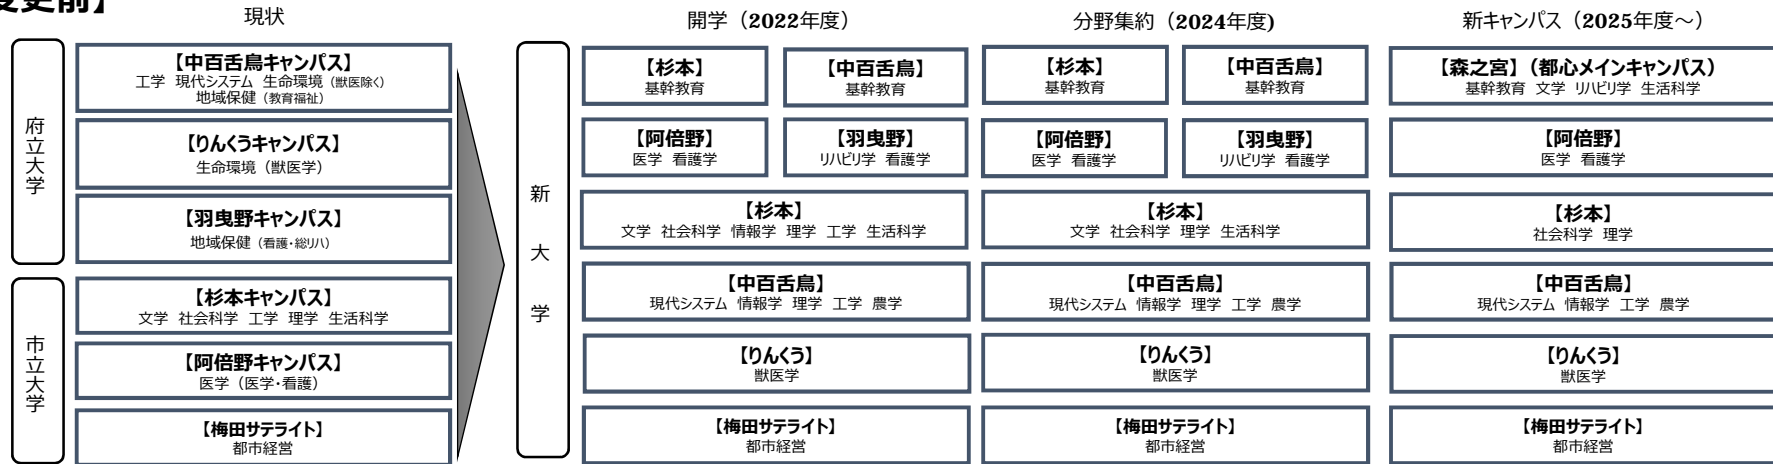 更前】
現状
開学（2022年度）
分野集約（2024年度)
新キャンパス（2025年度～）
府立大学
【中百舌鳥キャンパス】
工学 現代システム 生命環境（獣医除く）
地域保健（教育福祉）
【りんくうキャンパス】
生命環境（獣医学）
【羽曳野キャンパス】
地域保健（看護・総リハ）
市立大学
【杉本キャンパス】
文学 社会科学 工学 理学 生活科学
【阿倍野キャンパス】
医学（医学・看護）
【梅田サテライト】
都市経営
新大学
【杉本】
基幹教育
【中百舌鳥】
基幹教育
【阿倍野】
医学 看護学
【羽曳野】
リハビリ学 看護学
【杉本】
文学 社会科学 情報学 理学 工学 生活科学
【中百舌鳥】
現代システム 情報学 理学 工学 農学
【りんくう】
獣医学
【梅田サテライト】
都市経営
【杉本】
基幹教育
【中百舌鳥】
基幹教育
【阿倍野】
医学 看護学
【羽曳野】
リハビリ学 看護学
【杉本】
文学 社会科学 理学 生活科学
【中百舌鳥】
現代システム 情報学 理学 工学 農学
【りんくう】
獣医学
【梅田サテライト】
都市経営
【森之宮】（都心メインキャンパス）
基幹教育 文学 リハビリ学 生活科学
【阿倍野】
医学 看護学
【杉本】
社会科学 理学
【中百舌鳥】
現代システム 情報学 工学 農学
【りんくう】
獣医学
【梅田サテライト】
都市経営